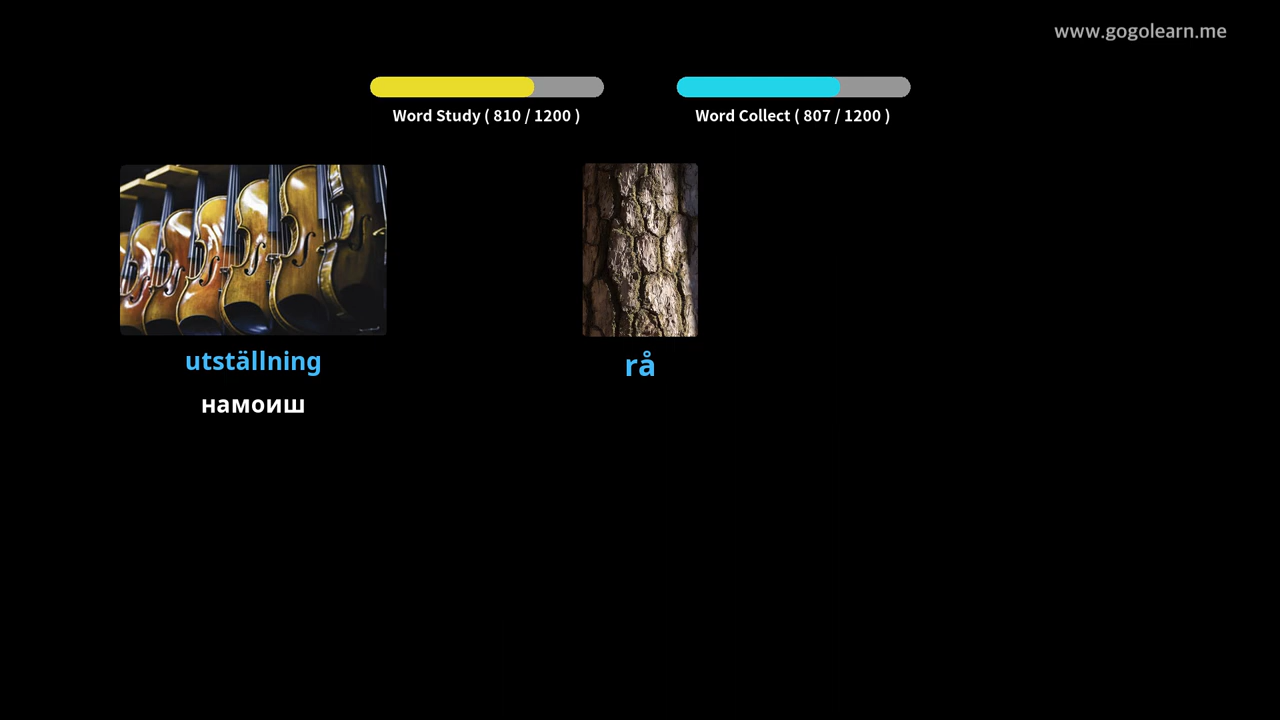 www.gogolearn.me
Word Study ( 810 / 1200 )
Word Collect ( 807 / 1200 )
utställning
намоиш
rå